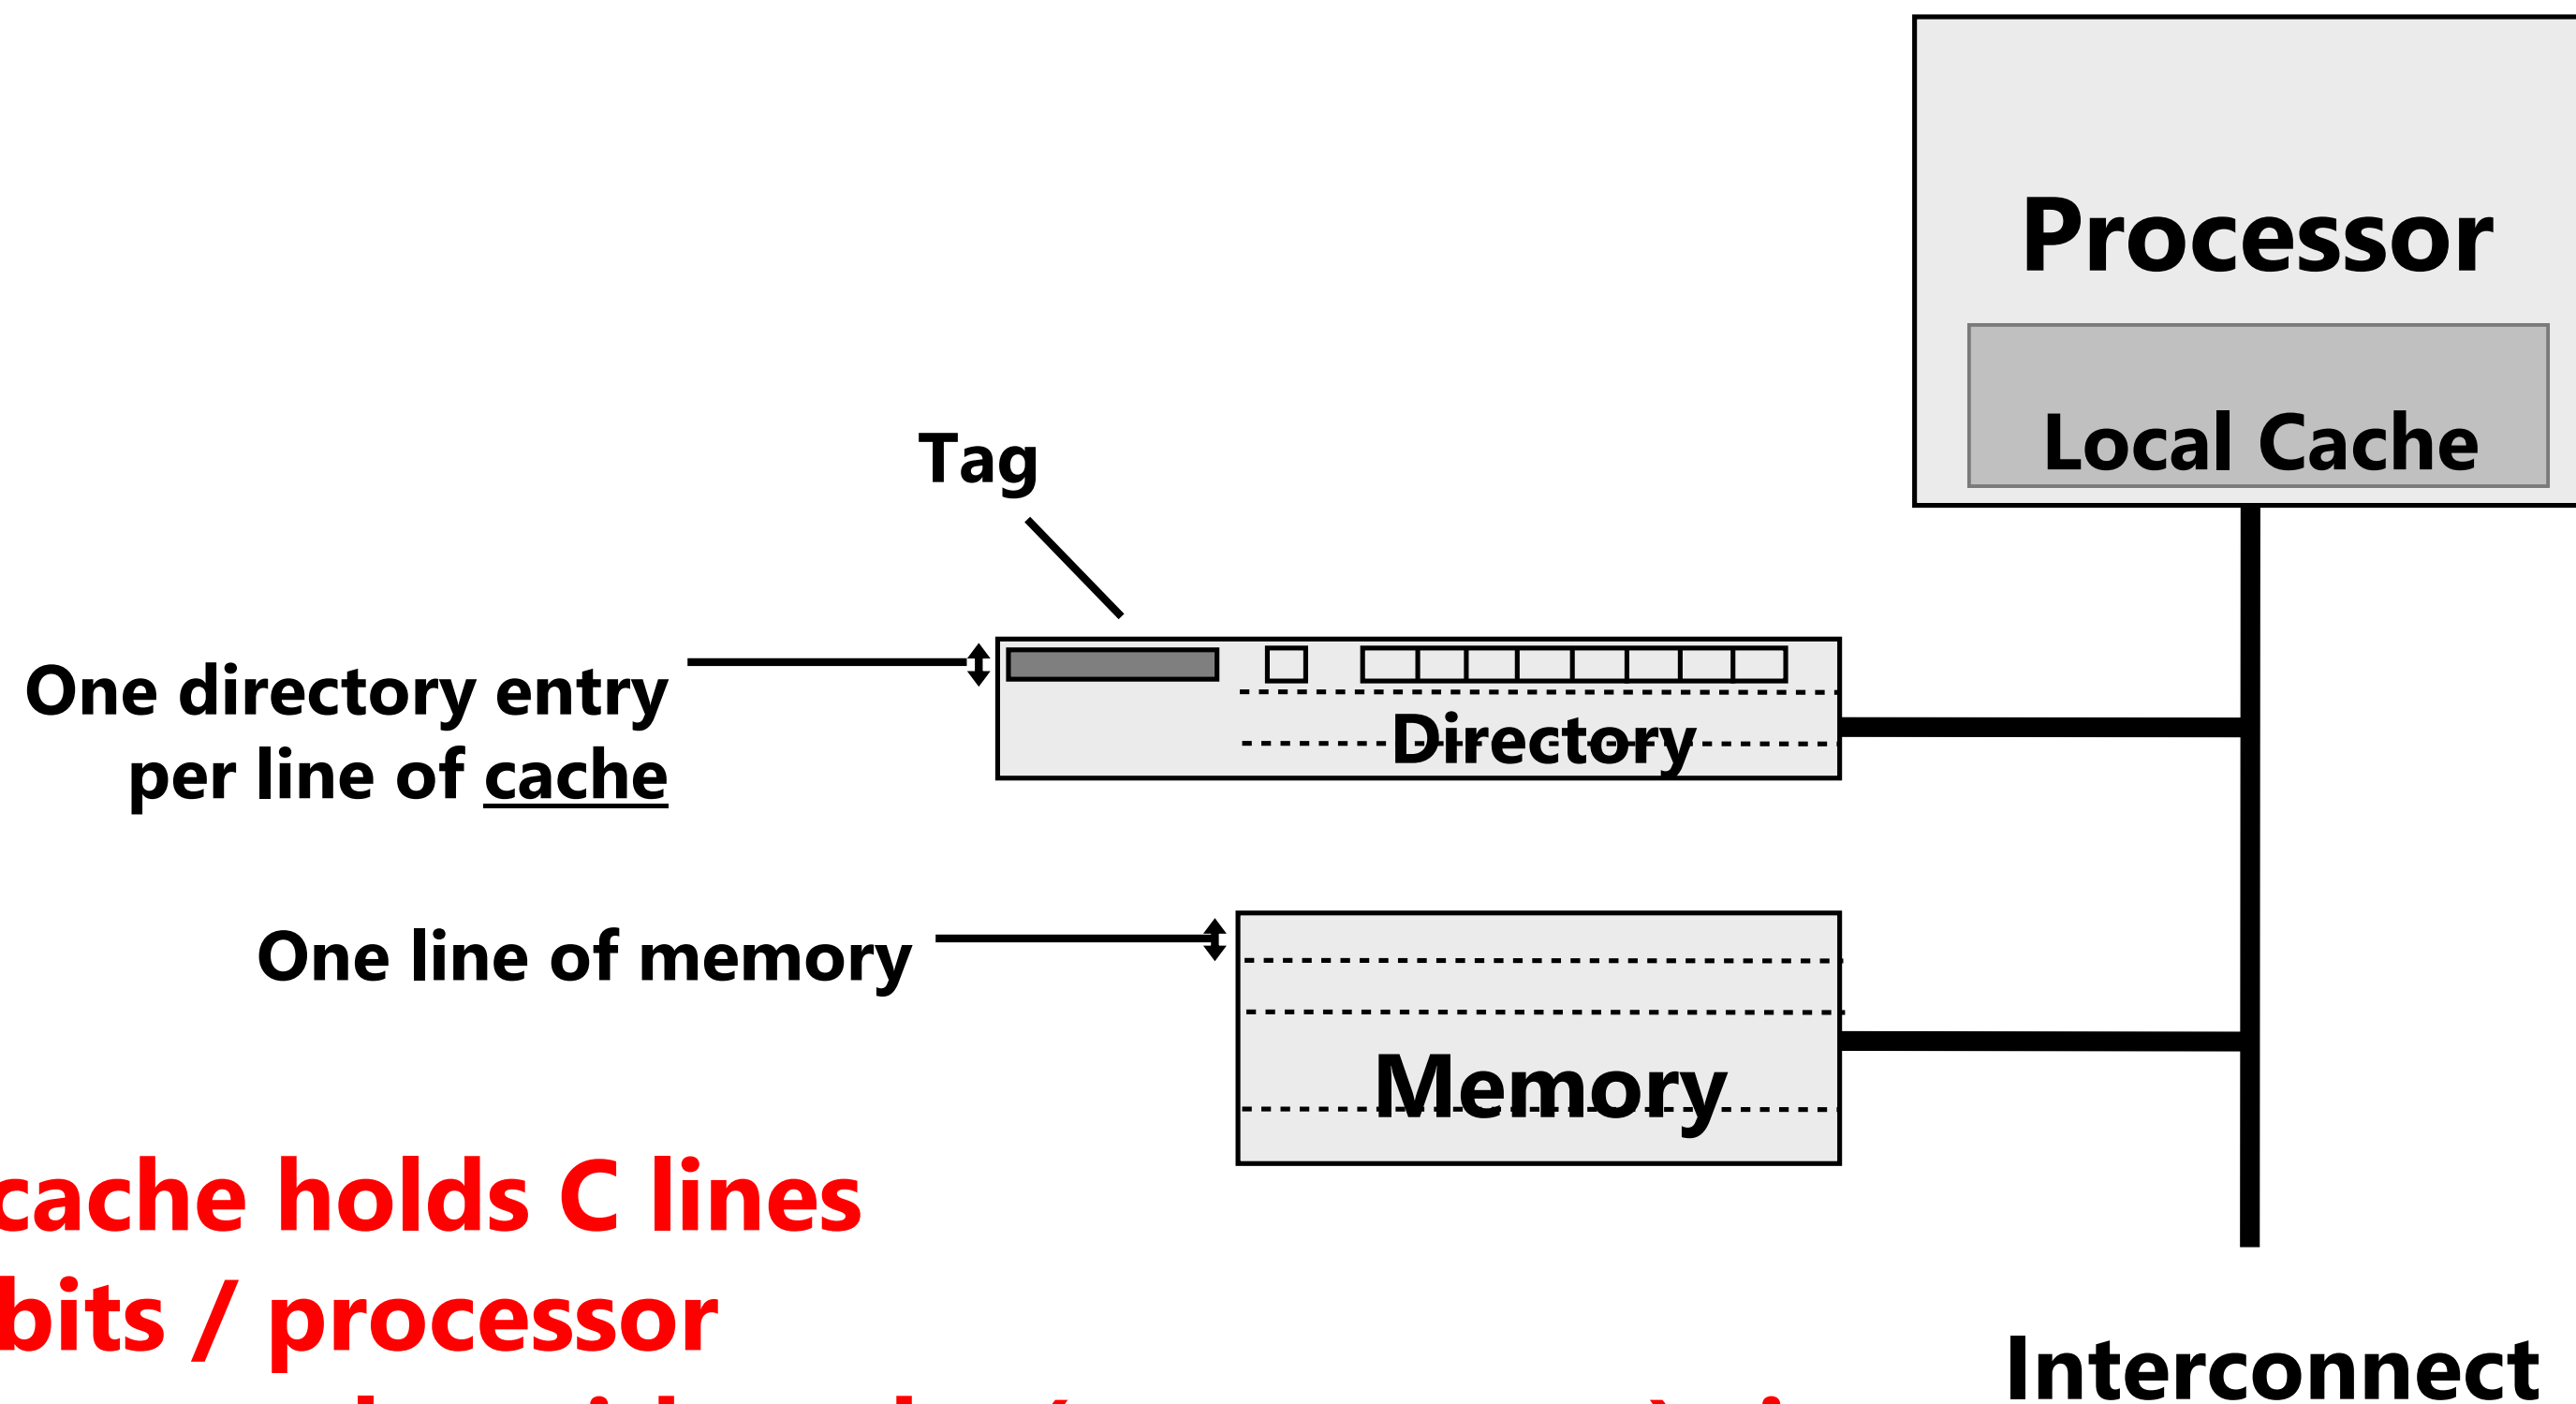 Processor
Local Cache
Tag
One directory entry
per line of cache
Directory
One line of memory
Memory
cache holds C lines
bits / processor
Interconnect